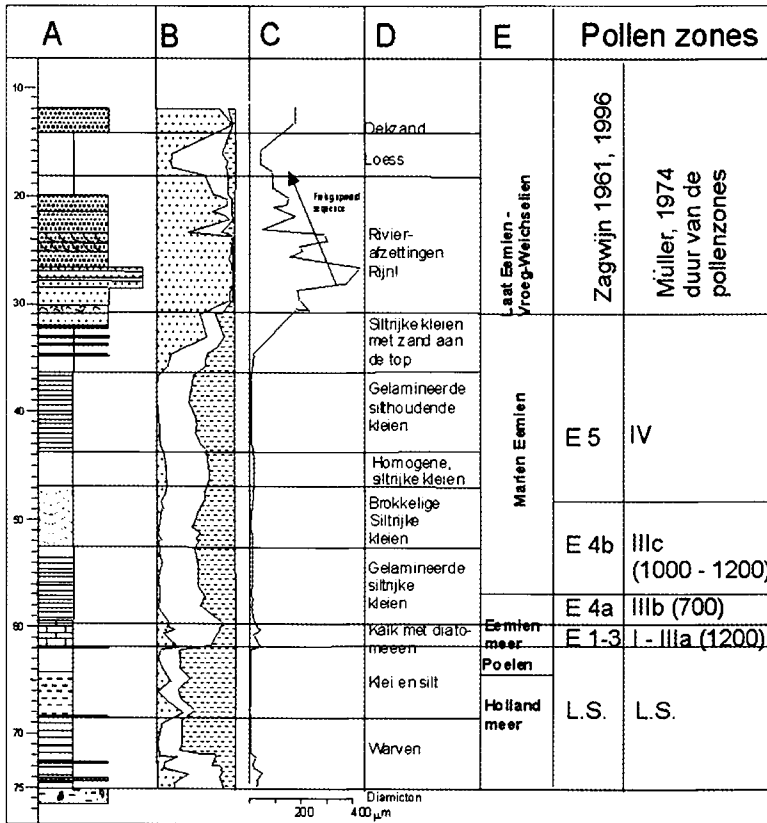 A B C D E Pollen zones
Zagwijn 1961, 1996
Müller, 1974
duur van de
pollenzones
10
20
30
40
50
60
70
75
Dekzand
Loess
sequence
Rivier-
afzettingen
Siltrijke kleien
met zand aan
de top
Gelamineerde
silthoudende
kleien
Homogene,
siltrijke kleien
Brokkelige
Siltrijke
kleien
Gelamineerde
siltrijke
kleien
Kalk met diato-
meeen
Klei en silt
Warven
Diamicton
Laat Eemien -
Vroeg-Weichselien
Marien Eemien
Eemien
meer
Poelen
Holland
meer
E 5 IV
E 4b IIIc
(1000 - 1200)
E 4a IIIb (700)
E 1-3 I - IIIa (1200)
L.S. L.S.
200 400
µm